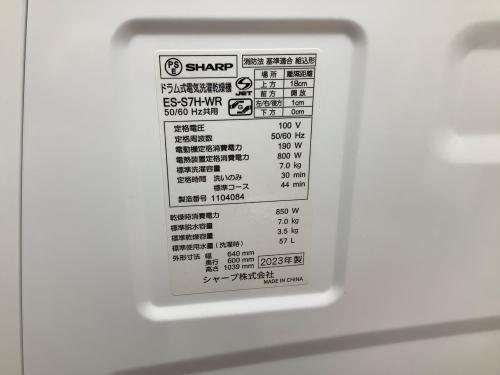 PS E SHARP
ドラム式電気洗濯乾燥機
ES-S7H-WR
50/60 Hz共用
JET
消防法 基準適合 組込形
場所 離隔距離
上方 18cm
前方 開放
左/右/後方 1cm
下方 0cm
定格電圧 100 V
定格周波数 50/60 Hz
電動機定格消費電力 190 W
電熱装置定格消費電力 800 W
標準洗濯容量 7.0 kg
定格時間 洗いのみ 30 min
標準コース 44 min
製造番号 1104084
乾燥時消費電力 850 W
標準脱水容量 7.0 kg
標準乾燥容量 3.5 kg
標準使用水量(洗濯時) 57 L
外形寸法 幅 640 mm
奥行 600 mm
高さ 1039 mm
2023年製
シャープ株式会社
MADE IN CHINA